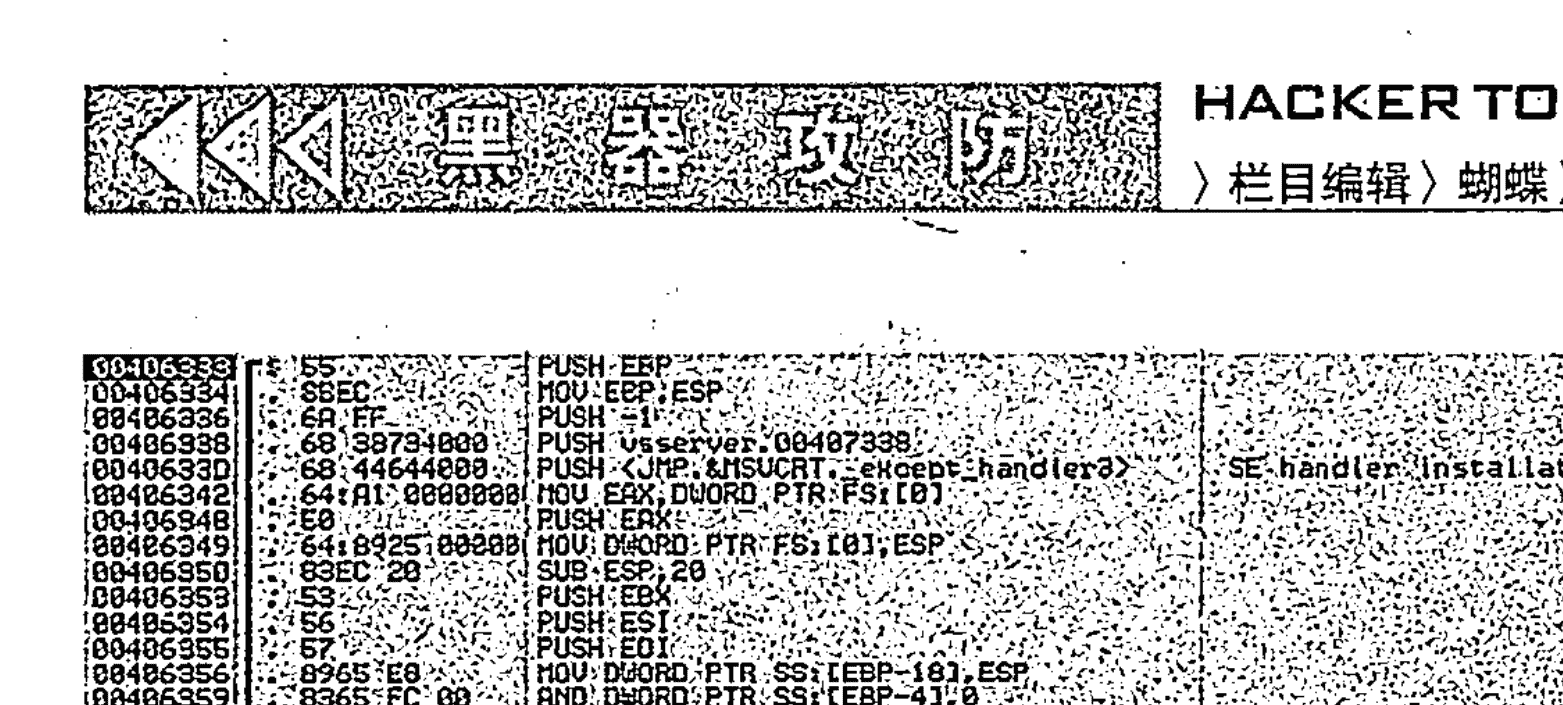 黑器攻防
HACKER TO
〉栏目编辑〉蝴蝶〉
00406333 $ 55 PUSH EBP
00406334 . 8BEC MOV EBP,ESP
00406336 . 6A FF PUSH -1
00406338 . 68 38734000 PUSH vsserver.00407338
0040633D . 68 44644000 PUSH <JMP.&MSVCRT._except_handler3> SE handler installat
00406342 . 64:A1 0000000 MOV EAX,DWORD PTR FS:[0]
00406348 . 50 PUSH EAX
00406349 . 64:8925 00000 MOV DWORD PTR FS:[0],ESP
00406350 . 83EC 20 SUB ESP,20
00406353 . 53 PUSH EBX
00406354 . 56 PUSH ESI
00406355 . 57 PUSH EDI
00406356 . 8965 E8 MOV DWORD PTR SS:[EBP-18],ESP
00406359 . 8365 FC 00 AND DWORD PTR SS:[EBP-4],0